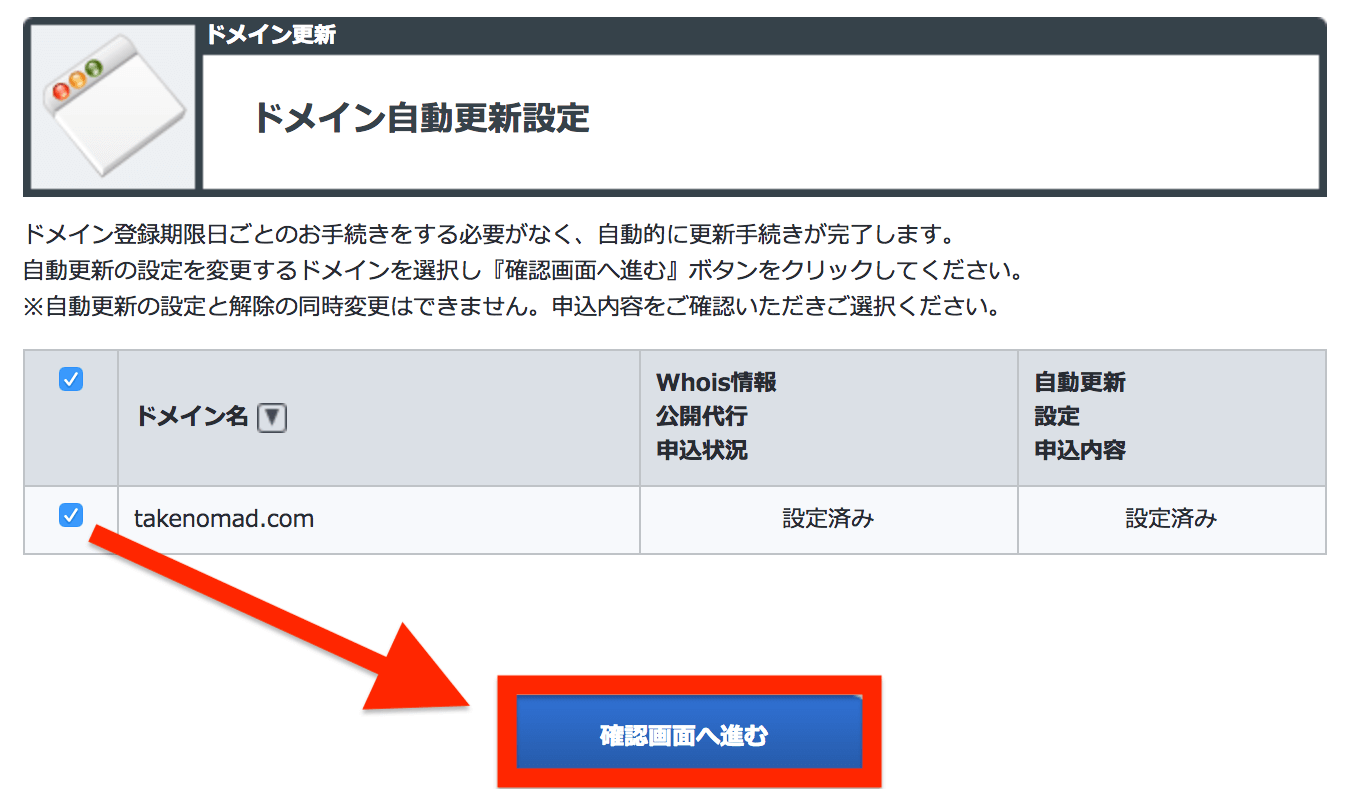 ドメイン更新
ドメイン自動更新設定
ドメイン登録期限日ごとのお手続きをする必要がなく、自動的に更新手続きが完了します。
自動更新の設定を変更するドメインを選択し『確認画面へ進む』ボタンをクリックしてください。
※自動更新の設定と解除の同時変更はできません。申込内容をご確認いただきご選択ください。
ドメイン名
Whois情報
公開代行
申込状況
自動更新
設定
申込内容
takenomad.com
設定済み
設定済み
確認画面へ進む